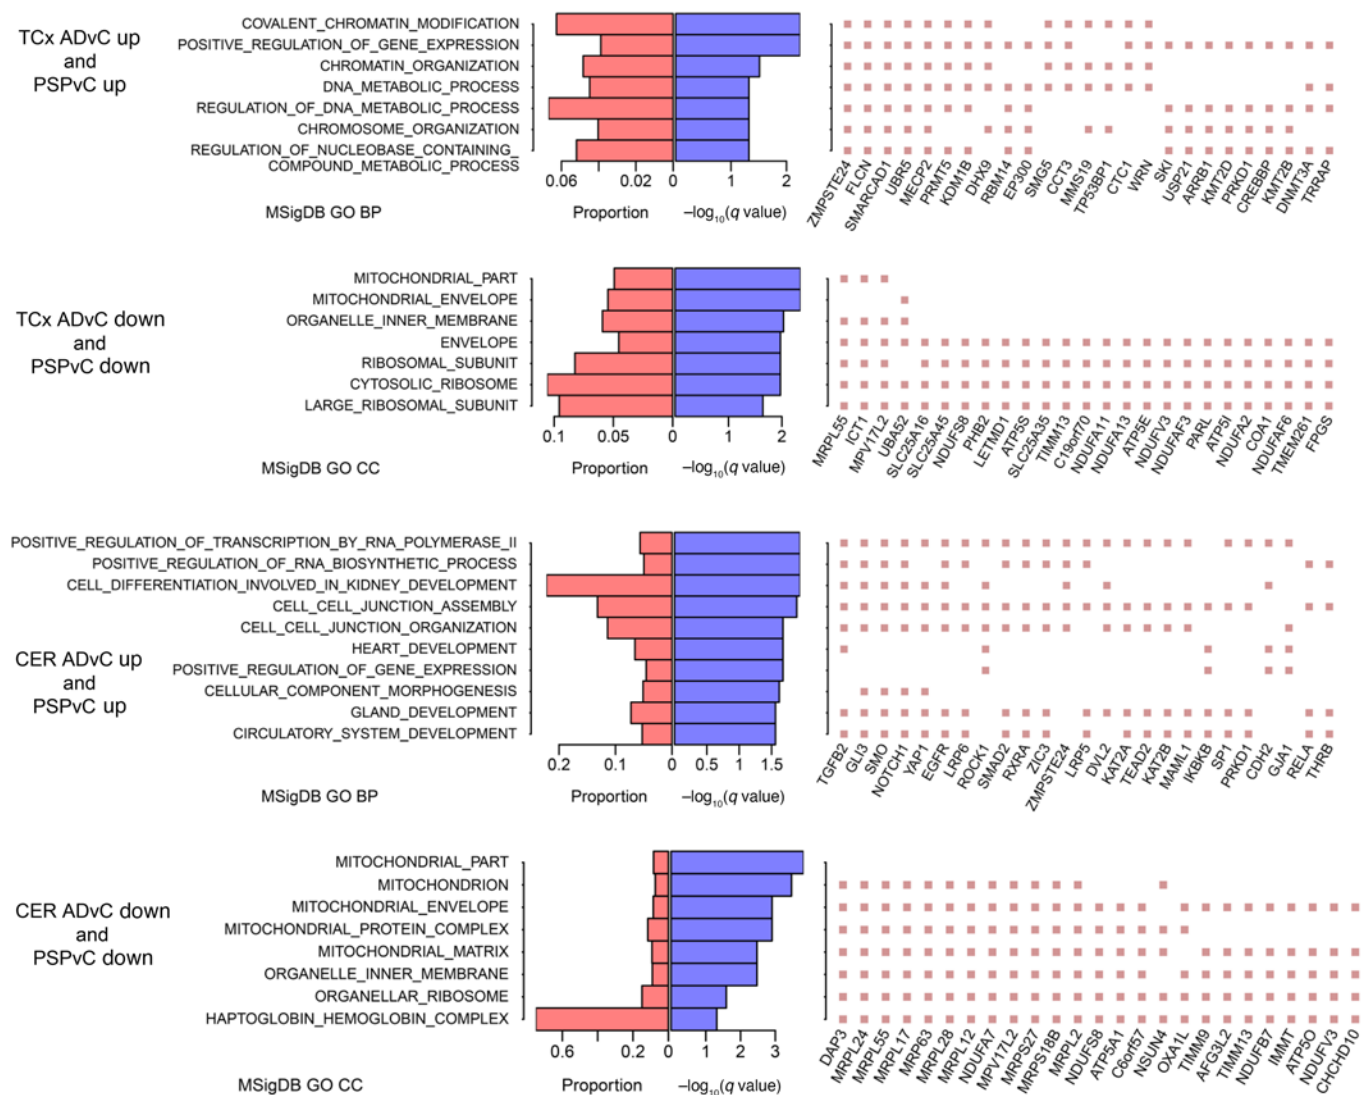 TCx ADvC up
and
PSPvC up
COVALENT_CHROMATIN_MODIFICATION
POSITIVE_REGULATION_OF_GENE_EXPRESSION
CHROMATIN_ORGANIZATION
DNA_METABOLIC_PROCESS
REGULATION_OF_DNA_METABOLIC_PROCESS
CHROMOSOME_ORGANIZATION
REGULATION_OF_NUCLEOBASE_CONTAINING_
COMPOUND_METABOLIC_PROCESS
0.06 0.02 0 1 2
MSigDB GO BP
Proportion
–log10(q value)
ZMPSTE24
FLCN
SMARCAD1
UBR5
MECP2
PRMT5
KDM1B
DHX9
RBM14
EP300
SMG5
CCT3
MMS19
TP53BP1
CTC1
WRN
SKI
USP21
ARRB1
KMT2D
PRKD1
CREBBP
KMT2B
DNMT3A
TRRAP
TCx ADvC down
and
PSPvC down
MITOCHONDRIAL_PART
MITOCHONDRIAL_ENVELOPE
ORGANELLE_INNER_MEMBRANE
ENVELOPE
RIBOSOMAL_SUBUNIT
CYTOSOLIC_RIBOSOME
LARGE_RIBOSOMAL_SUBUNIT
0.1 0.05 0 1 2
MSigDB GO CC
Proportion
–log10(q value)
MRPL55
ICT1
MPV17L2
UBA52
SLC25A16
SLC25A45
NDUFS8
PHB2
LETMD1
ATP5S
SLC25A35
TIMM13
C19orf70
NDUFA11
NDUFA13
ATP5E
NDUFV3
NDUFAF3
PARL
ATP5I
NDUFA2
COA1
NDUFAF6
TMEM261
FPGS
CER ADvC up
and
PSPvC up
POSITIVE_REGULATION_OF_TRANSCRIPTION_BY_RNA_POLYMERASE_II
POSITIVE_REGULATION_OF_RNA_BIOSYNTHETIC_PROCESS
CELL_DIFFERENTIATION_INVOLVED_IN_KIDNEY_DEVELOPMENT
CELL_CELL_JUNCTION_ASSEMBLY
CELL_CELL_JUNCTION_ORGANIZATION
HEART_DEVELOPMENT
POSITIVE_REGULATION_OF_GENE_EXPRESSION
CELLULAR_COMPONENT_MORPHOGENESIS
GLAND_DEVELOPMENT
CIRCULATORY_SYSTEM_DEVELOPMENT
0.2 0.1 0 0.5 1 1.5
MSigDB GO BP
Proportion
–log10(q value)
TGFB2
GLI3
SMO
NOTCH1
YAP1
EGFR
LRP6
ROCK1
SMAD2
RXRA
ZIC3
ZMPSTE24
LRP5
DVL2
KAT2A
TEAD2
KAT2B
MAML1
IKBKB
SP1
PRKD1
CDH2
GJA1
RELA
THRB
CER ADvC down
and
PSPvC down
MITOCHONDRIAL_PART
MITOCHONDRION
MITOCHONDRIAL_ENVELOPE
MITOCHONDRIAL_PROTEIN_COMPLEX
MITOCHONDRIAL_MATRIX
ORGANELLE_INNER_MEMBRANE
ORGANELLAR_RIBOSOME
HAPTOGLOBIN_HEMOGLOBIN_COMPLEX
0.6 0.2 0 1 2 3
MSigDB GO CC
Proportion
–log10(q value)
DAP3
MRPL24
MRPL55
MRPL17
MRP63
MRPL28
MRPL12
NDUFA7
MPV17L2
MRPS27
MRPS18B
MRPL2
NDUFS8
ATP5A1
C6orf57
NSUN4
OXA1L
TIMM9
AFG3L2
TIMM13
NDUFB7
IMMT
ATP5O
NDUFV3
CHCHD10